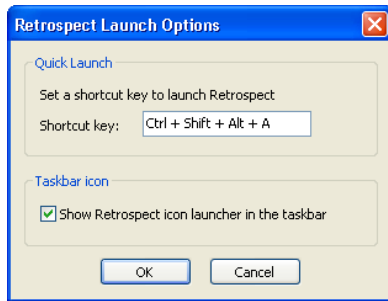 Retrospect Launch Options
Quick Launch
Set a shortcut key to launch Retrospect
Shortcut key: Ctrl + Shift + Alt + A
Taskbar icon
Show Retrospect icon launcher in the taskbar
OK Cancel